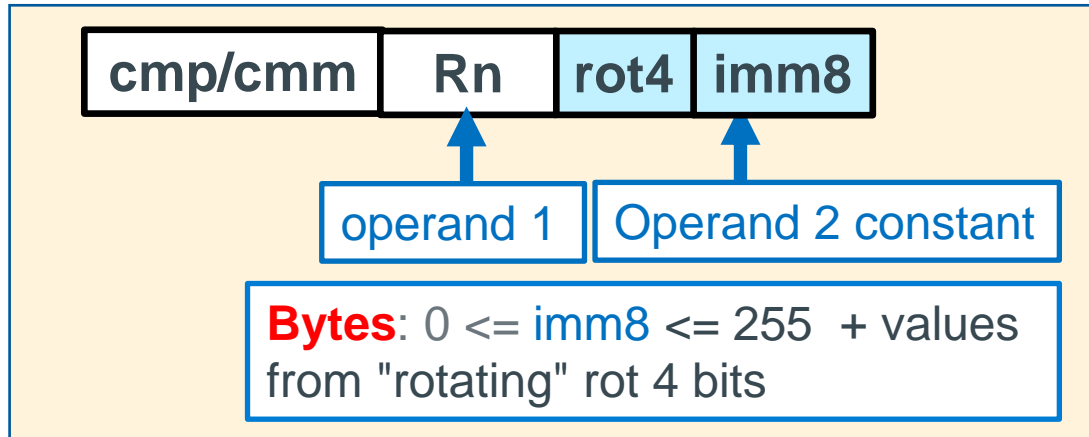 cmp/cmm Rn rot4 imm8
operand 1 Operand 2 constant
Bytes: 0 <= imm8 <= 255 + values
from "rotating" rot 4 bits